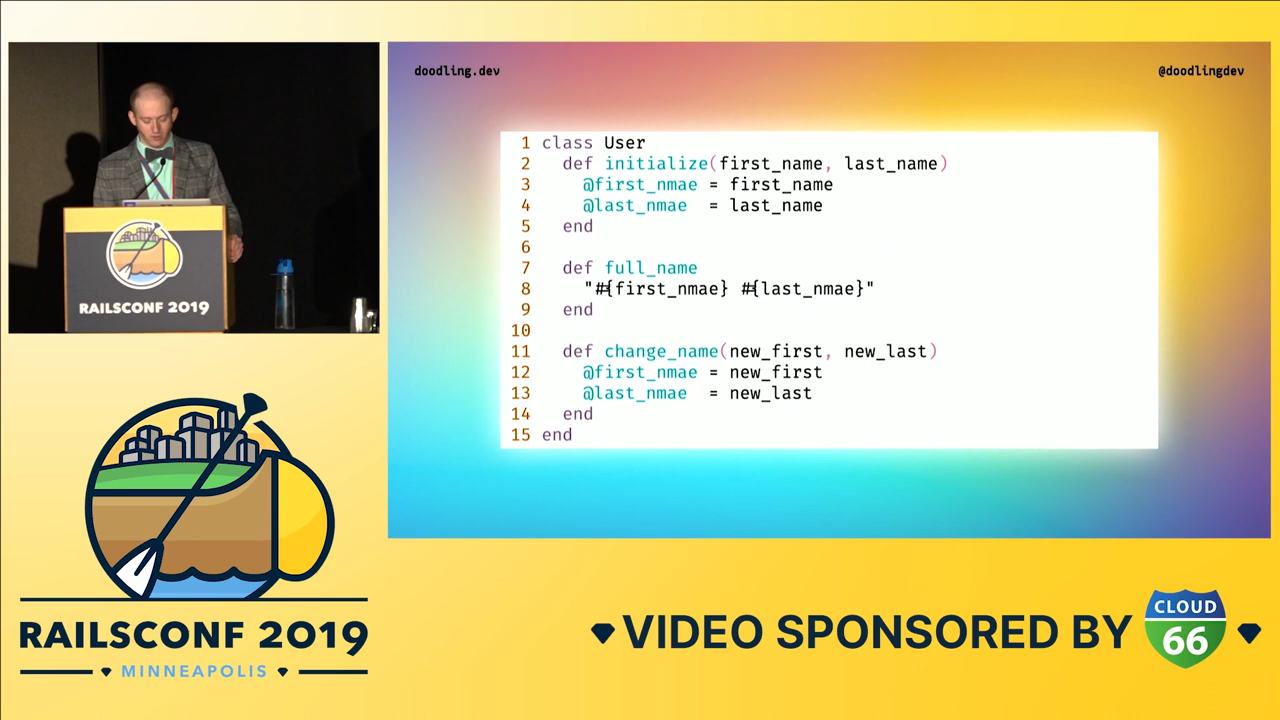 doodling.dev
@doodlingdev
1 class User
2   def initialize(first_name, last_name)
3     @first_nmae = first_name
4     @last_nmae  = last_name
5   end
6
7   def full_name
8     "#{first_nmae} #{last_nmae}"
9   end
10
11   def change_name(new_first, new_last)
12     @first_nmae = new_first
13     @last_nmae  = new_last
14   end
15 end
RAILSCONF 2019
RAILSCONF 2019
MINNEAPOLIS
VIDEO SPONSORED BY
CLOUD
66